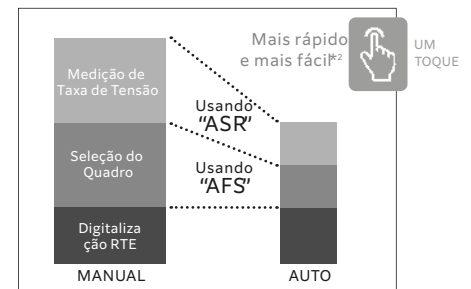 Mais rápido
e mais fácil*²
UM
TOQUE
Medição de
Taxa de Tensão
Usando
“ASR”
Seleção do
Quadro
Usando
“AFS”
Digitaliza
ção RTE
MANUAL
AUTO